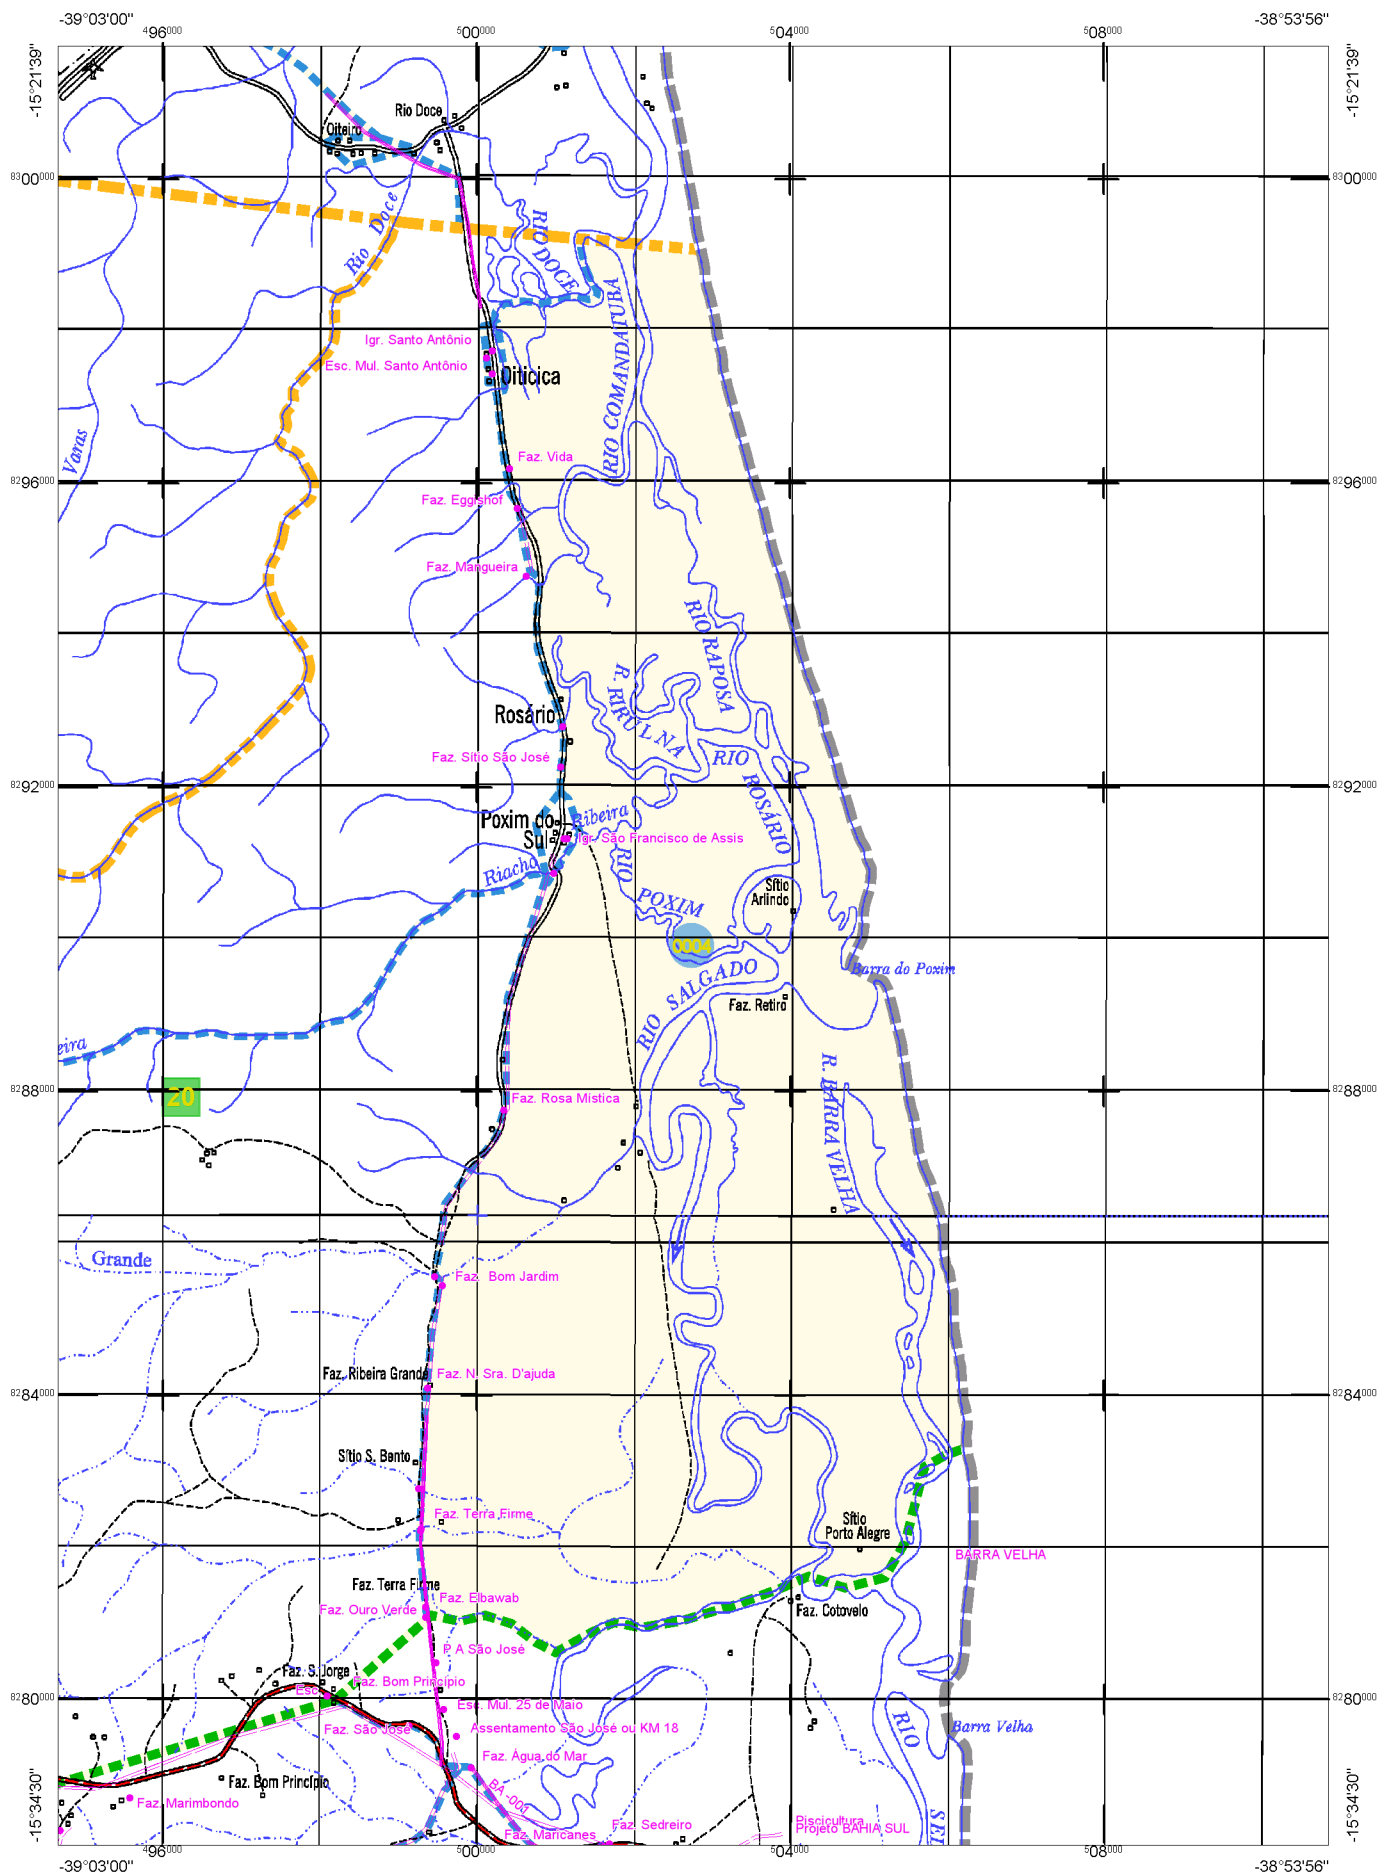 -39°03'00"
-38°53'56"
496000
500000
504000
508000
-15°21'39"
-15°21'39"
Rio Doce
Oiteiro
8300000
8300000
Rio Doce
RIO DOCE
RIO COMANDATUBA
Igr. Santo Antônio
Esc. Mul. Santo Antônio
Oiticica
Varas
Faz. Vida
8296000
8296000
Faz. Eggrshof
Faz. Mangueira
RIO RAPOSA
Rosário
Faz. Sítio São José
RIO
ROSÁRIO
8292000
8292000
Poxim do
Sul
Ribeira
Igr. São Francisco de Assis
Riacho
RIO
POXIM
Sítio
Arlindo
0004
Barra do Poxim
RIO SALGADO
Faz. Retiro
eira
R. BARRA VELHA
20
8288000
8288000
Faz. Rosa Mística
Grande
Faz. Bom Jardim
Faz. Ribeira Grande
Faz. N. Sra. D'ajuda
8284000
8284000
Sítio S. Bento
Faz. Terra Firme
Sítio
Porto Alegre
BARRA VELHA
Faz. Terra Firme
Faz. Elbawab
Faz. Ouro Verde
Faz. Cotovelo
P A São José
Faz. S. Jorge
Faz. Bom Princípio
Esc.
8280000
8280000
Esc. Mul. 25 de Maio
Faz. São José
Assentamento São José ou KM 18
RIO
Barra Velha
Faz. Água do Mar
Faz. Bom Princípio
BA-001
Faz. Marimbondo
Faz. Sedreiro
Piscicultura
Projeto BAHIA SUL
Faz. Maricanes
-15°34'30"
-15°34'30"
496000
500000
504000
508000
-39°03'00"
-38°53'56"